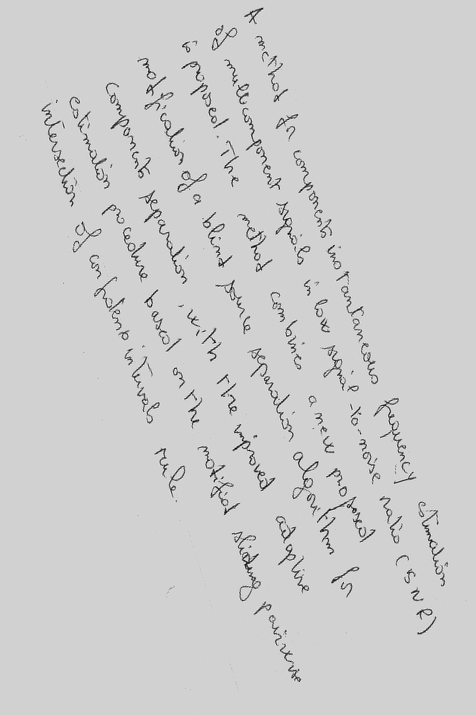 A method for components instantaneous frequency estimation
of multicomponent signals in low signal-to-noise ratio (SNR)
is proposed. The method combines a new proposed
modification of a blind source separation algorithm for
components separation, with the improved adaptive
estimation procedure based on the modified sliding pairwise
intersection of confidence intervals rule.